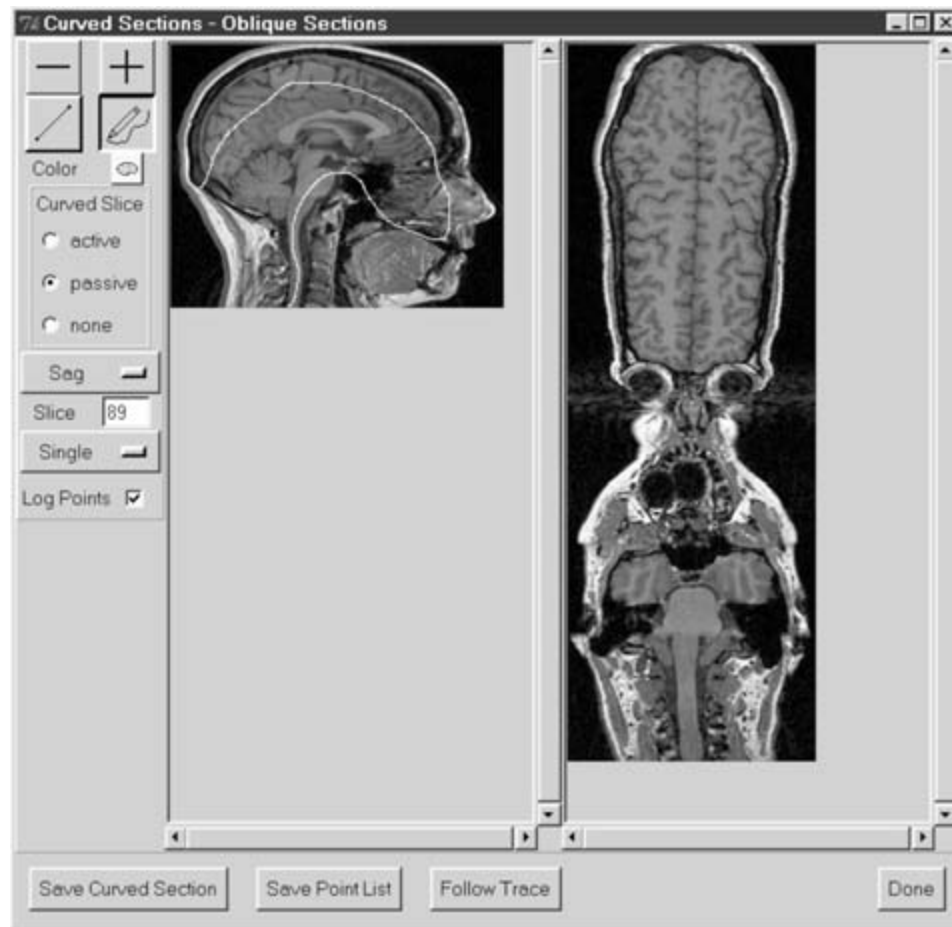 Curved Sections - Oblique Sections
Color
Curved Slice
active
passive
none
Sag
Slice 89
Single
Log Points
Save Curved Section
Save Point List
Follow Trace
Done